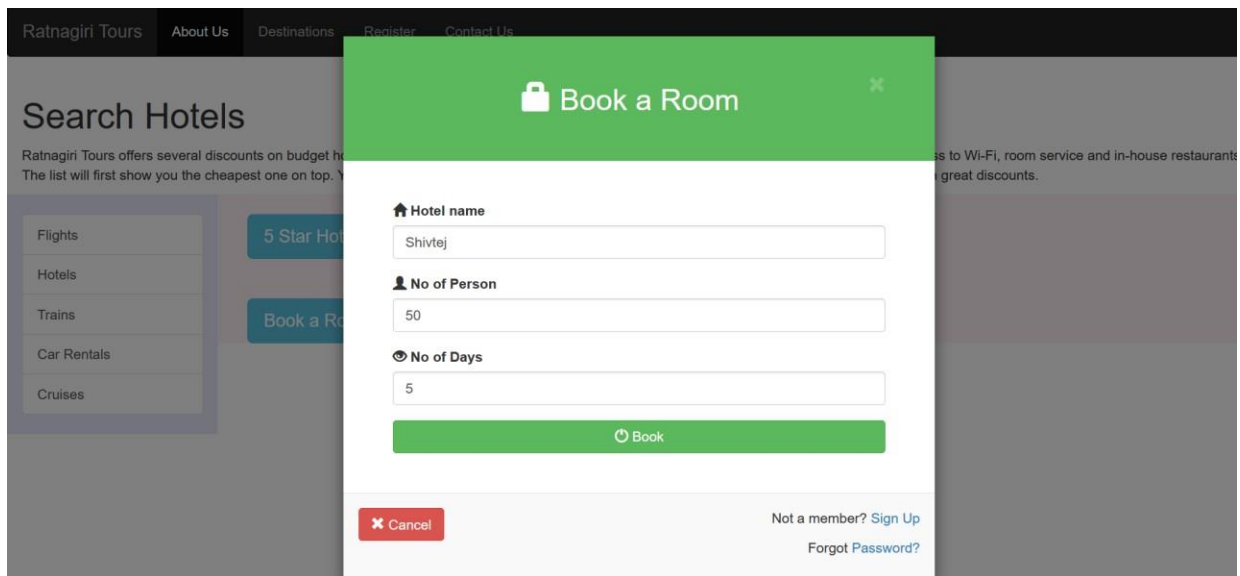 Ratnagiri Tours About Us Destinations Register Contact Us
Book a Room
Search Hotels
Ratnagiri Tours offers several discounts on budget
ss to Wi-Fi, room service and in-house restaurants
The list will first show you the cheapest one on top.
great discounts.
Flights
Hotels
Trains
Car Rentals
Cruises
5 Star Hot
Book a Ro
Hotel name
Shivtej
No of Person
50
No of Days
5
Book
Cancel
Not a member? Sign Up
Forgot Password?